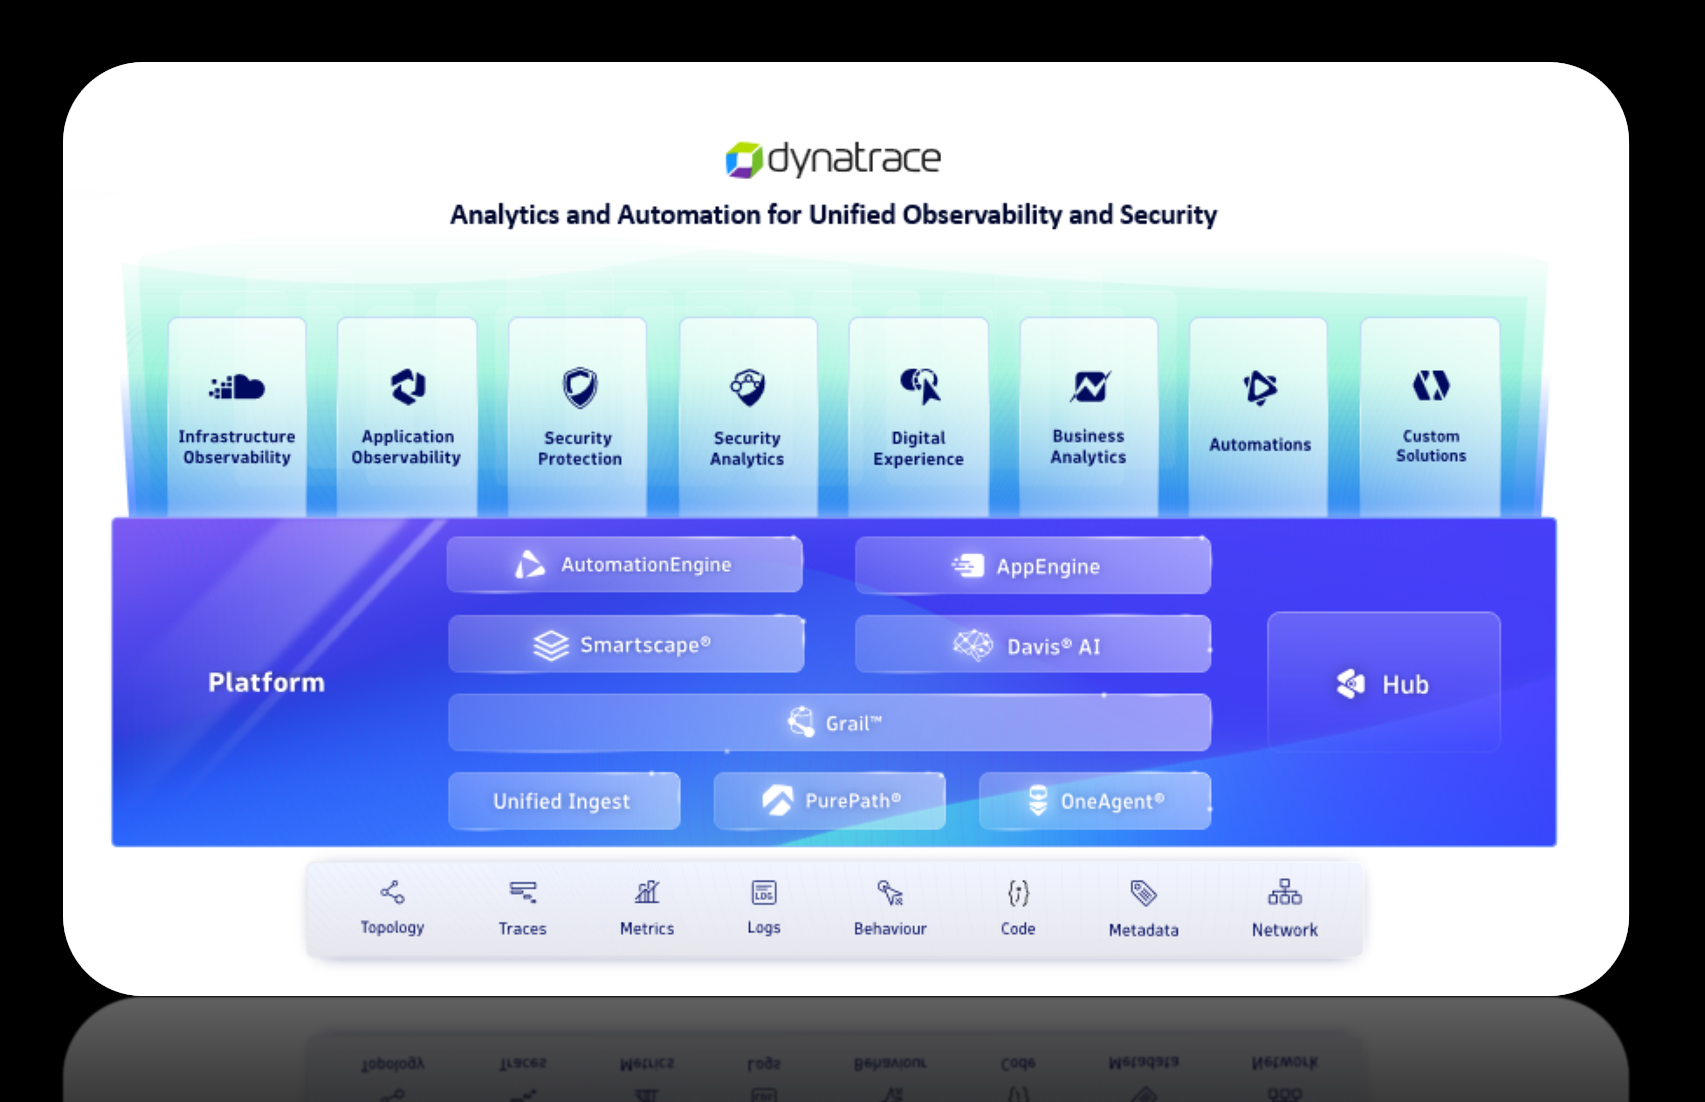 dynatrace
Analytics and Automation for Unified Observability and Security
Infrastructure
Observability
Application
Observability
Security
Protection
Security
Analytics
Digital
Experience
Business
Analytics
Automations
Custom
Solutions
Platform
AutomationEngine
AppEngine
Smartscape®
Davis® AI
Grail™
Hub
Unified Ingest
PurePath®
OneAgent®
LOG
Topology
Traces
Metrics
Logs
Behaviour
Code
Metadata
Network